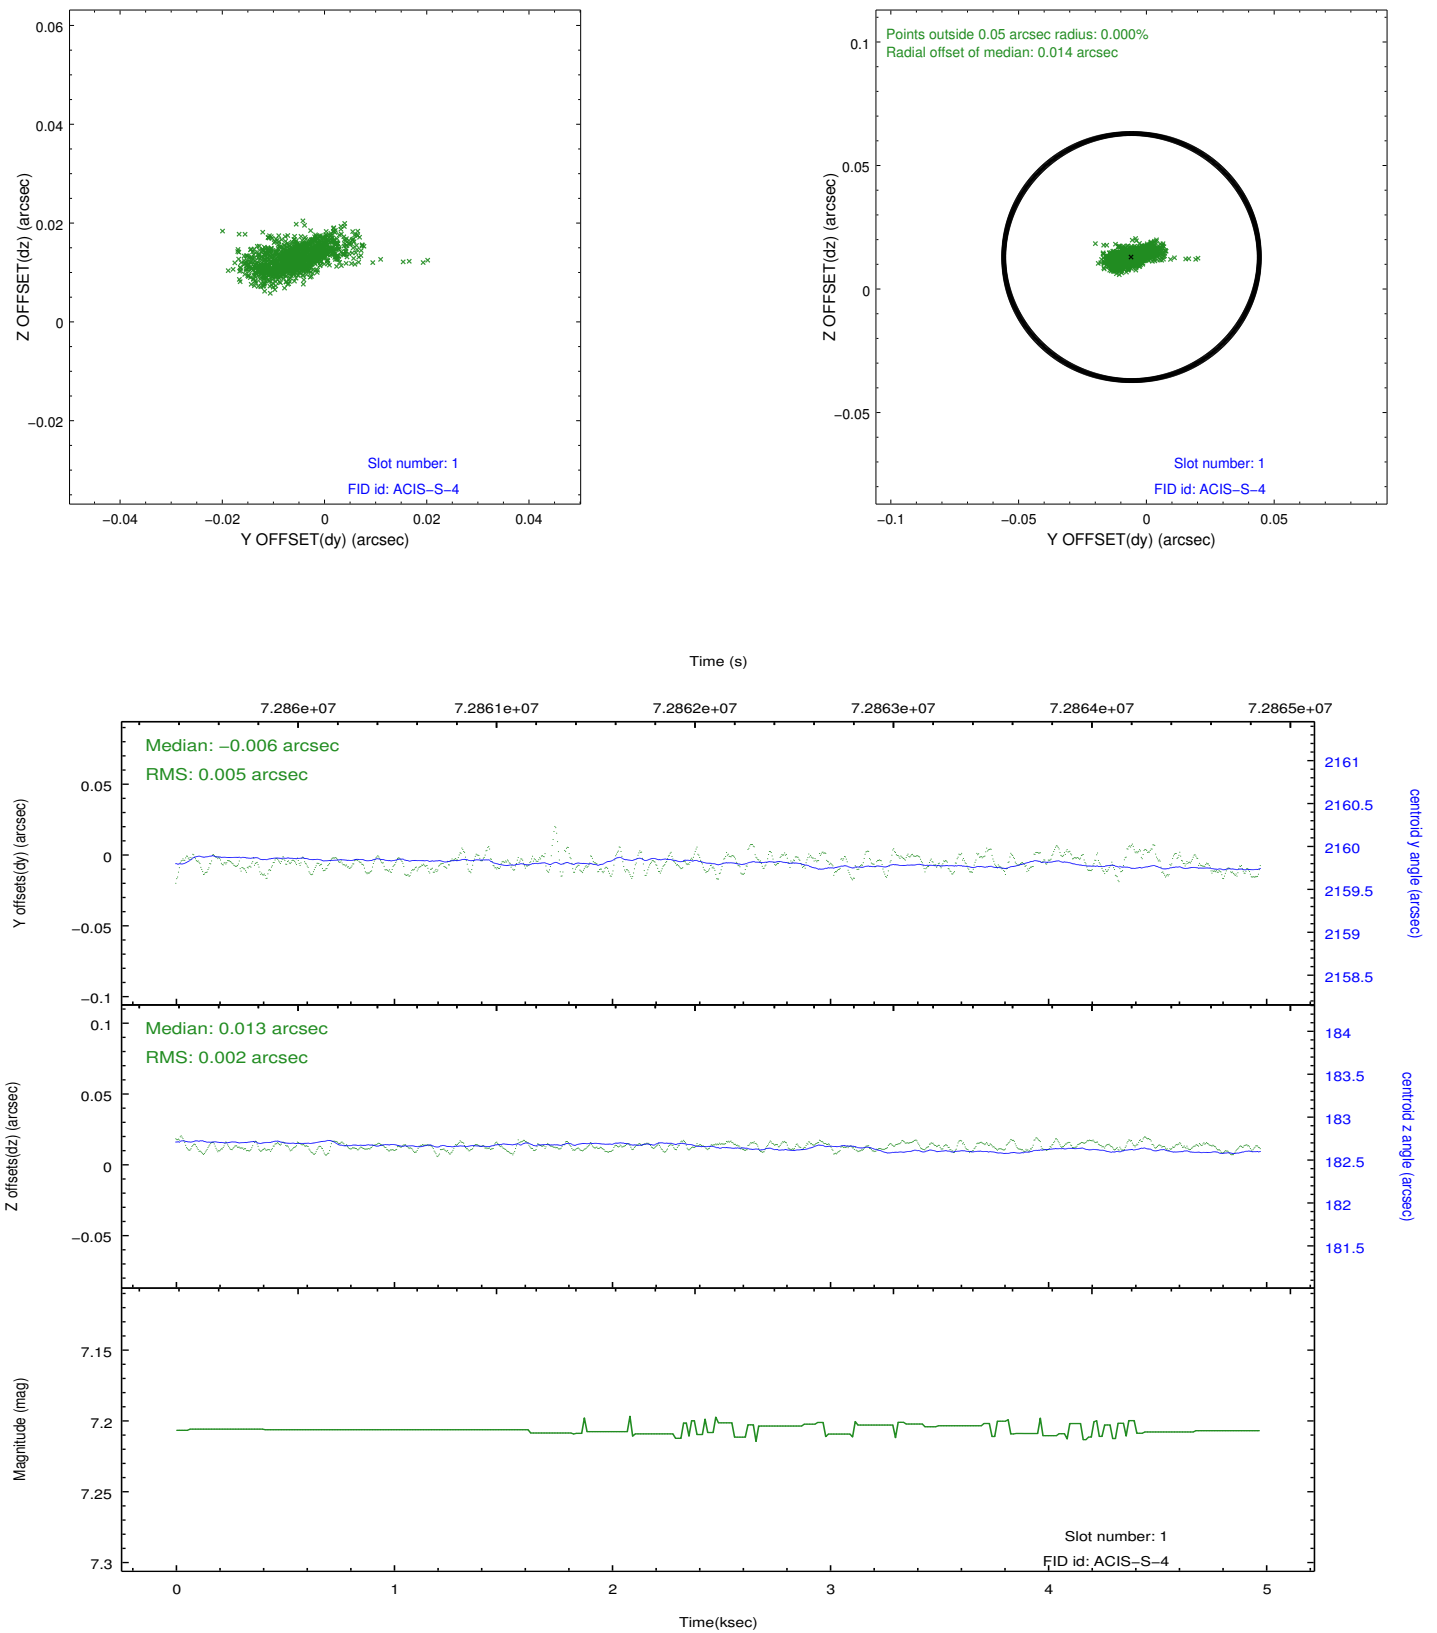 0.06
0.04
0.02
0
−0.02
Z OFFSET(dz) (arcsec)
Slot number: 1
FID id: ACIS−S−4
−0.04
−0.02
0
0.02
0.04
Y OFFSET(dy) (arcsec)
Points outside 0.05 arcsec radius: 0.000%
Radial offset of median: 0.014 arcsec
0.1
0.05
0
−0.05
Z OFFSET(dz) (arcsec)
Slot number: 1
FID id: ACIS−S−4
−0.1
−0.05
0
0.05
Y OFFSET(dy) (arcsec)
Time (s)
7.286e+07
7.2861e+07
7.2862e+07
7.2863e+07
7.2864e+07
7.2865e+07
Median: −0.006 arcsec
RMS: 0.005 arcsec
0.05
0
−0.05
−0.1
Y offsets(dy) (arcsec)
2161
2160.5
2160
2159.5
2159
2158.5
centroid y angle (arcsec)
Median: 0.013 arcsec
RMS: 0.002 arcsec
0.1
0.05
0
−0.05
Z offsets(dz) (arcsec)
184
183.5
183
182.5
182
181.5
centroid z angle (arcsec)
7.15
7.2
7.25
7.3
Magnitude (mag)
Slot number: 1
FID id: ACIS−S−4
0
1
2
3
4
5
Time(ksec)